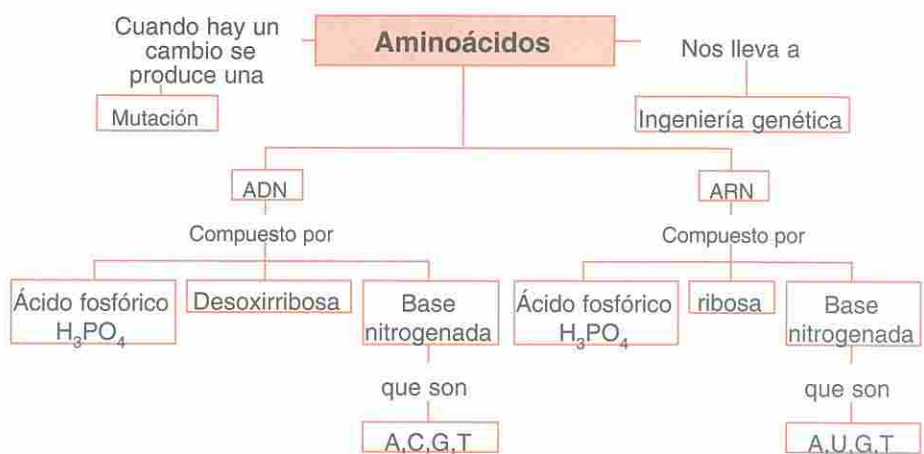 Cuando hay un
cambio se
produce una
Mutación
Aminoácidos
Nos lleva a
Ingeniería genética
ADN
ARN
Compuesto por
Compuesto por
Ácido fosfórico
H₃PO₄
Desoxirribosa
Base
nitrogenada
Ácido fosfórico
H₃PO₄
ribosa
Base
nitrogenada
que son
que son
A,C,G,T
A,U,G,T